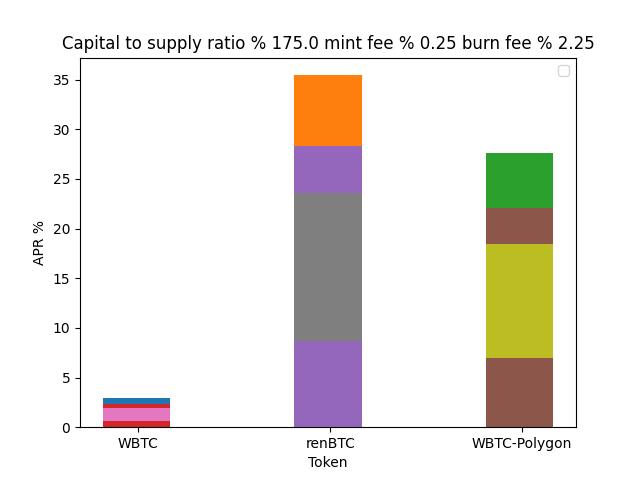 Capital to supply ratio % 175.0 mint fee % 0.25 burn fee % 2.25
35
30
25
20
15
10
5
0
APR %
WBTC renBTC WBTC-Polygon
Token